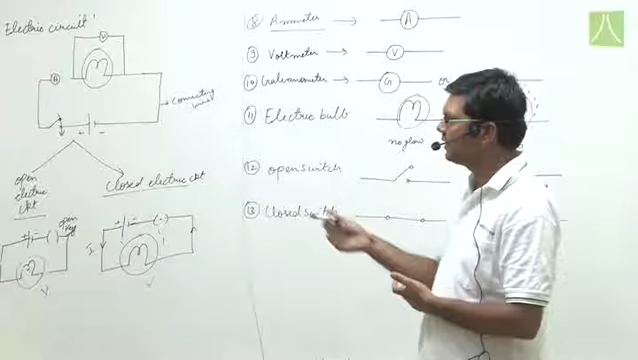 Electric circuit'
V
A
connecting
wires
+ -
open
electric
ckt
closed electric ckt
open
key
+ -
+ -
I
(8) Ammeter → A
(9) Voltmeter → V
(10) Galvanometer → G or
(11) Electric bulb
no glow
(12) open switch
(13) closed switch